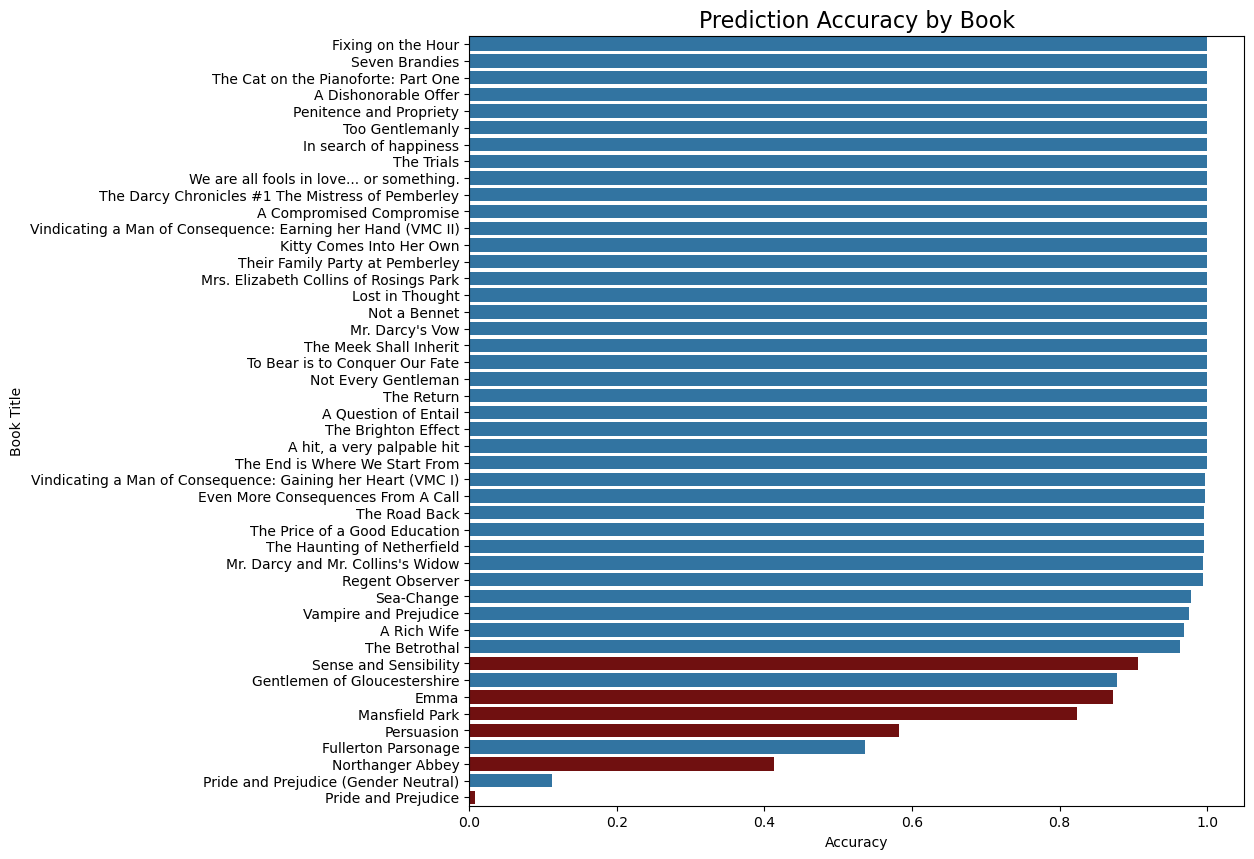 Prediction Accuracy by Book
Fixing on the Hour
Seven Brandies
The Cat on the Pianoforte: Part One
A Dishonorable Offer
Penitence and Propriety
Too Gentlemanly
In search of happiness
The Trials
We are all fools in love... or something.
The Darcy Chronicles #1 The Mistress of Pemberley
A Compromised Compromise
Vindicating a Man of Consequence: Earning her Hand (VMC II)
Kitty Comes Into Her Own
Their Family Party at Pemberley
Mrs. Elizabeth Collins of Rosings Park
Lost in Thought
Not a Bennet
Mr. Darcy's Vow
The Meek Shall Inherit
To Bear is to Conquer Our Fate
Not Every Gentleman
The Return
A Question of Entail
The Brighton Effect
A hit, a very palpable hit
The End is Where We Start From
Vindicating a Man of Consequence: Gaining her Heart (VMC I)
Even More Consequences From A Call
The Road Back
The Price of a Good Education
The Haunting of Netherfield
Mr. Darcy and Mr. Collins's Widow
Regent Observer
Sea-Change
Vampire and Prejudice
A Rich Wife
The Betrothal
Sense and Sensibility
Gentlemen of Gloucestershire
Emma
Mansfield Park
Persuasion
Fullerton Parsonage
Northanger Abbey
Pride and Prejudice (Gender Neutral)
Pride and Prejudice
Book Title
0.0 0.2 0.4 0.6 0.8 1.0
Accuracy